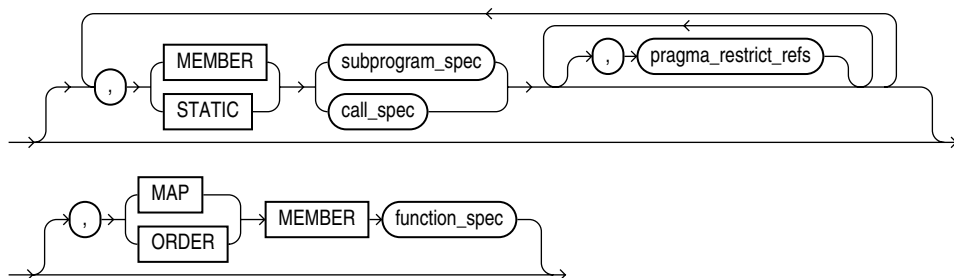 MEMBER subprogram_spec , pragma_restrict_refs
,
STATIC call_spec
MAP
, MEMBER function_spec
ORDER